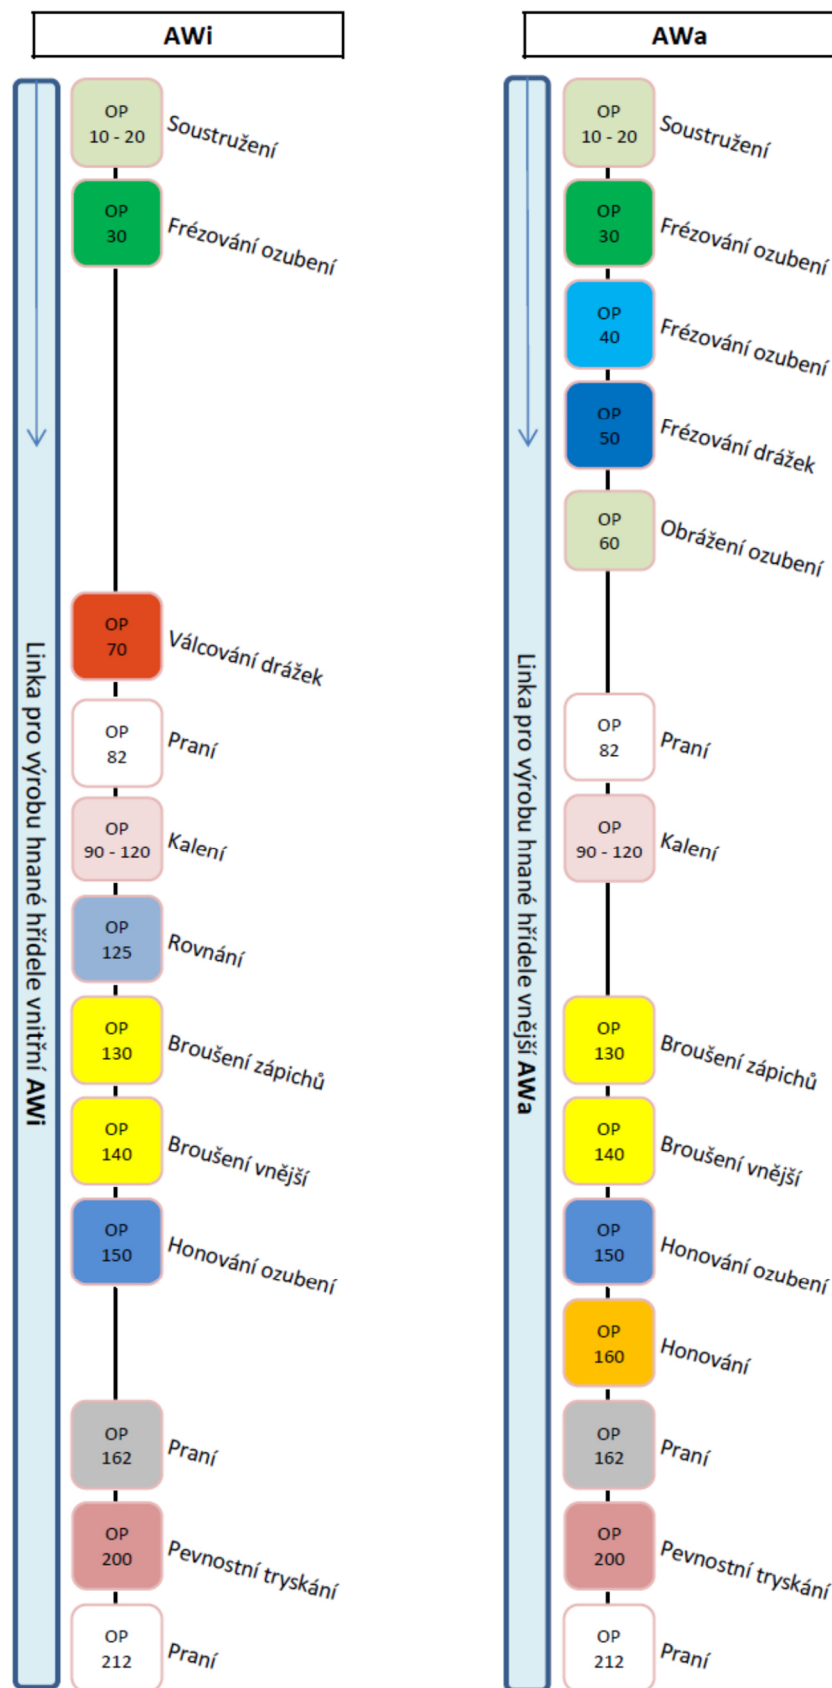 AWi
Linka pro výrobu hnané hřídele vnitřní AWi
OP
10 - 20
Soustružení
OP
30
Frézování ozubení
OP
70
Válcování drážek
OP
82
Praní
OP
90 - 120
Kalení
OP
125
Rovnání
OP
130
Broušení zápichů
OP
140
Broušení vnější
OP
150
Honování ozubení
OP
162
Praní
OP
200
Pevnostní tryskání
OP
212
Praní
AWa
Linka pro výrobu hnané hřídele vnější AWa
OP
10 - 20
Soustružení
OP
30
Frézování ozubení
OP
40
Frézování ozubení
OP
50
Frézování drážek
OP
60
Obrážení ozubení
OP
82
Praní
OP
90 - 120
Kalení
OP
130
Broušení zápichů
OP
140
Broušení vnější
OP
150
Honování ozubení
OP
160
Honování
OP
162
Praní
OP
200
Pevnostní tryskání
OP
212
Praní